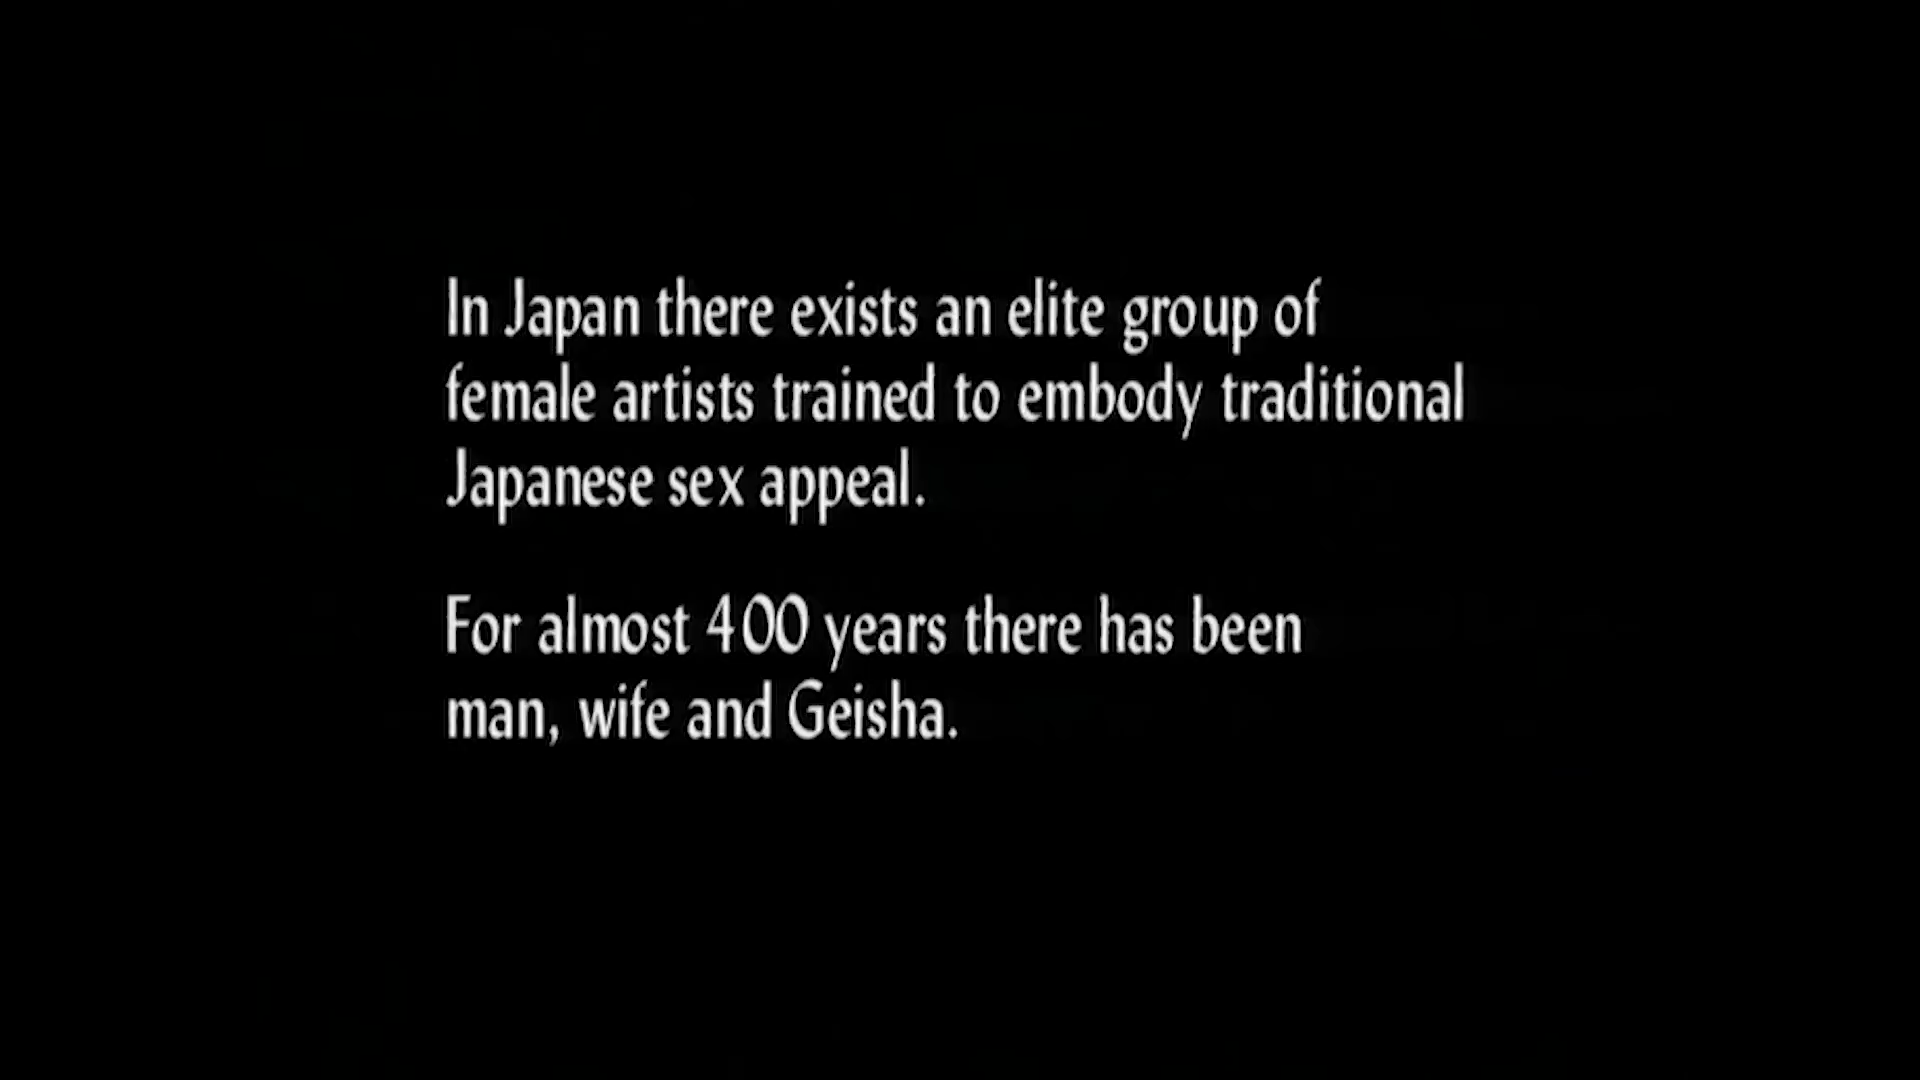 In Japan there exists an elite group of
female artists trained to embody traditional
Japanese sex appeal.
For almost 400 years there has been
man, wife and Geisha.